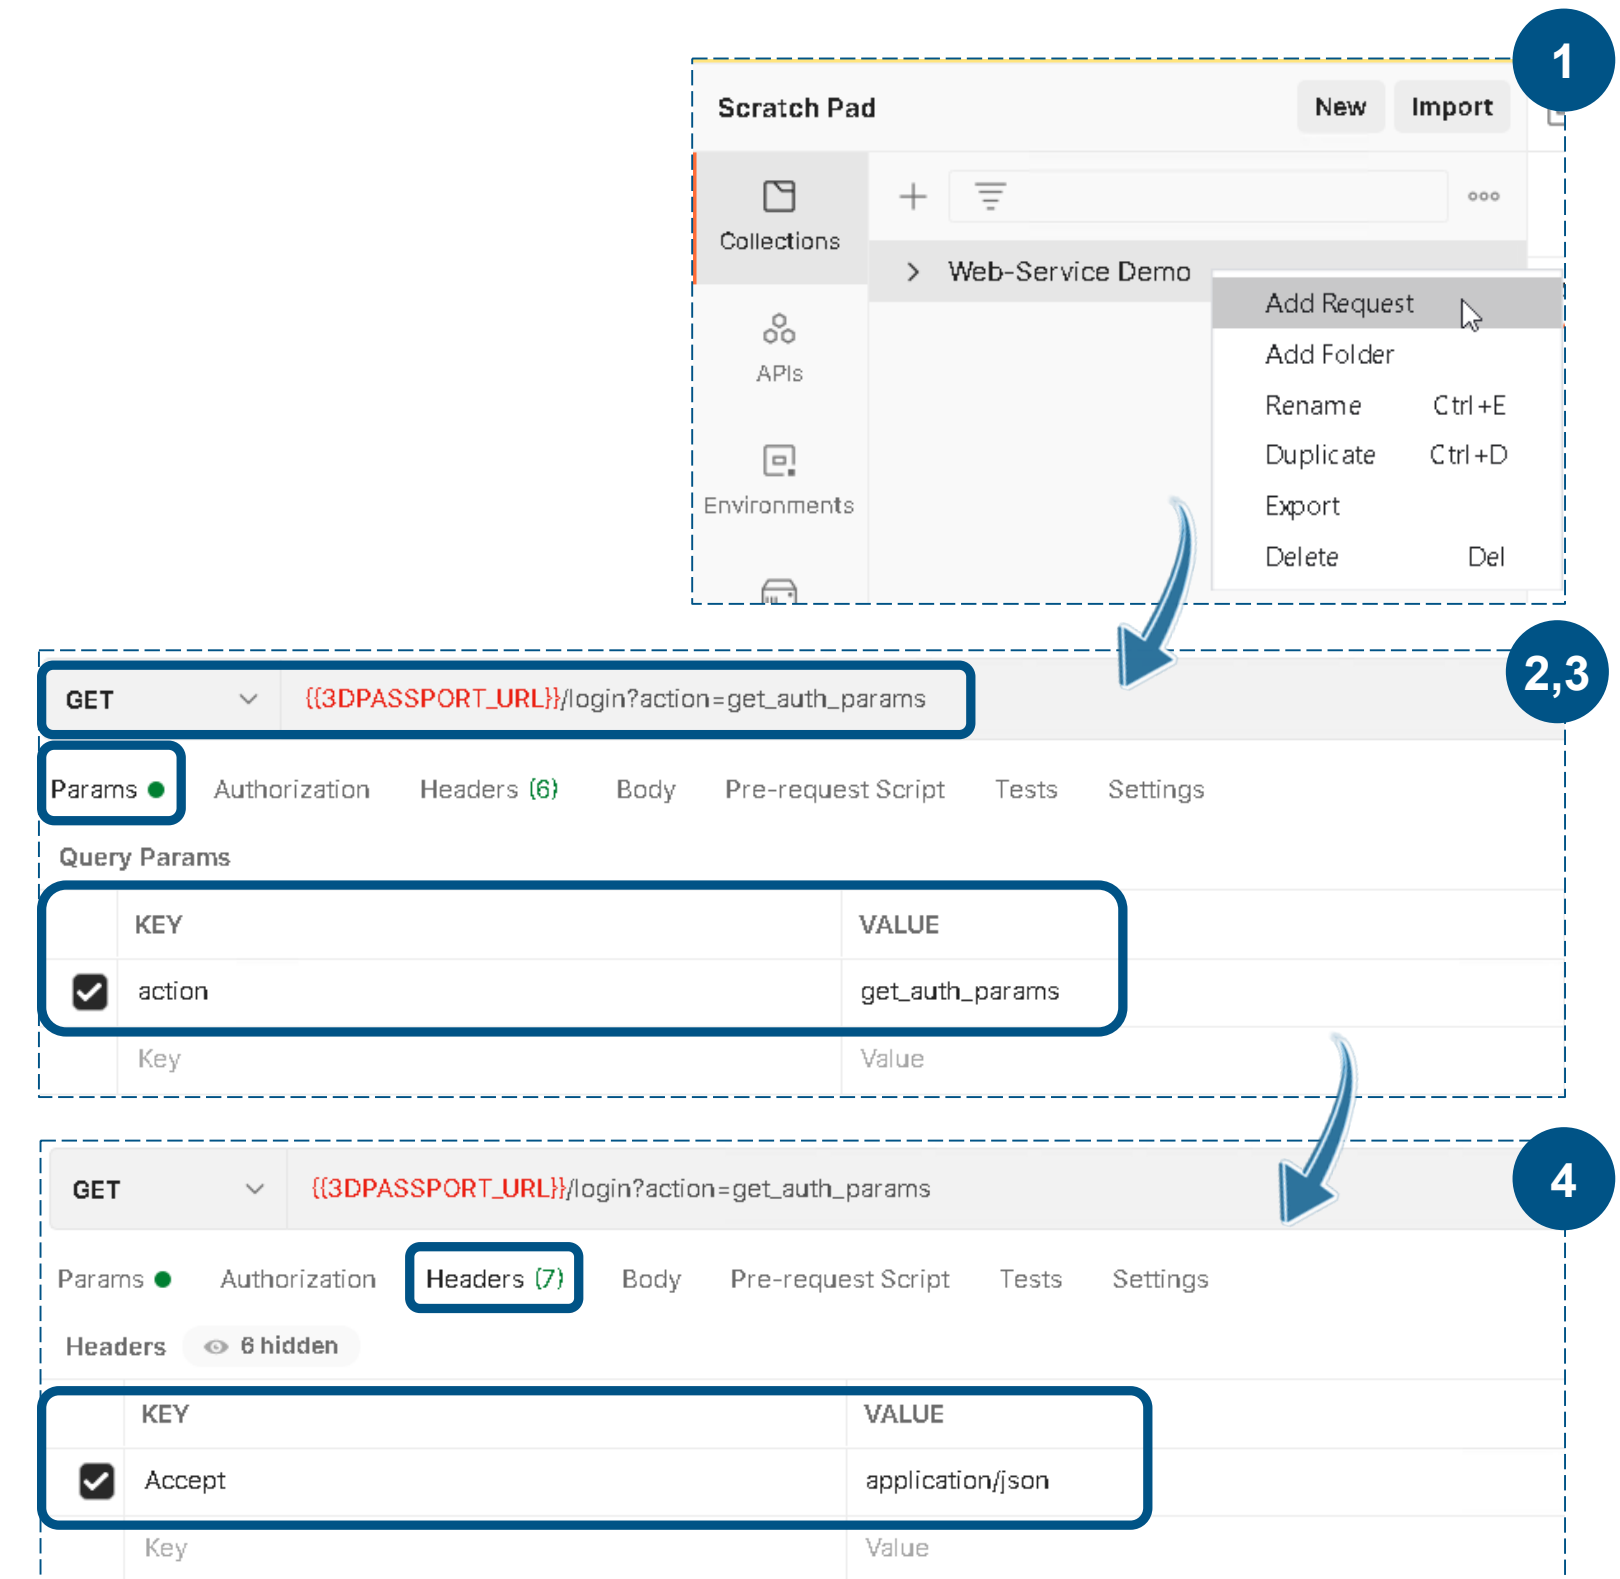 1
Scratch Pad New Import
Collections
Web-Service Demo
Add Request
Add Folder
APIs
Rename Ctrl+E
Duplicate Ctrl+D
Environments
Export
Delete Del
2,3
GET {{3DPASSPORT_URL}}/login?action=get_auth_params
Params Authorization Headers (6) Body Pre-request Script Tests Settings
Query Params
KEY VALUE
action get_auth_params
Key Value
4
GET {{3DPASSPORT_URL}}/login?action=get_auth_params
Params Authorization Headers (7) Body Pre-request Script Tests Settings
Headers 6 hidden
KEY VALUE
Accept application/json
Key Value